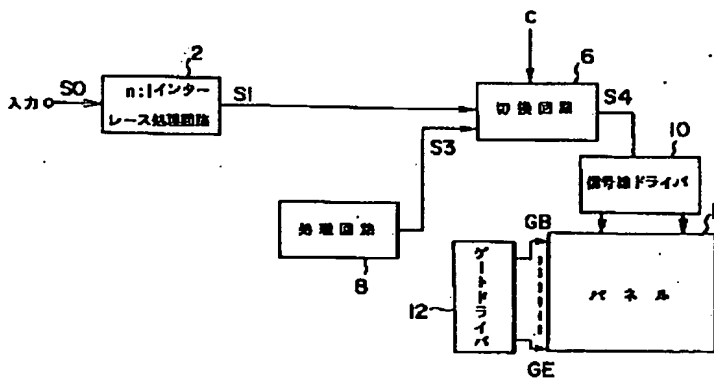 C
2
6
入力
S0
n:1インター
レース処理回路
S1
切換回路
S4
S3
10
信号線ドライバ
処理回路
8
GB
ゲートドライバ
12
パネル
GE